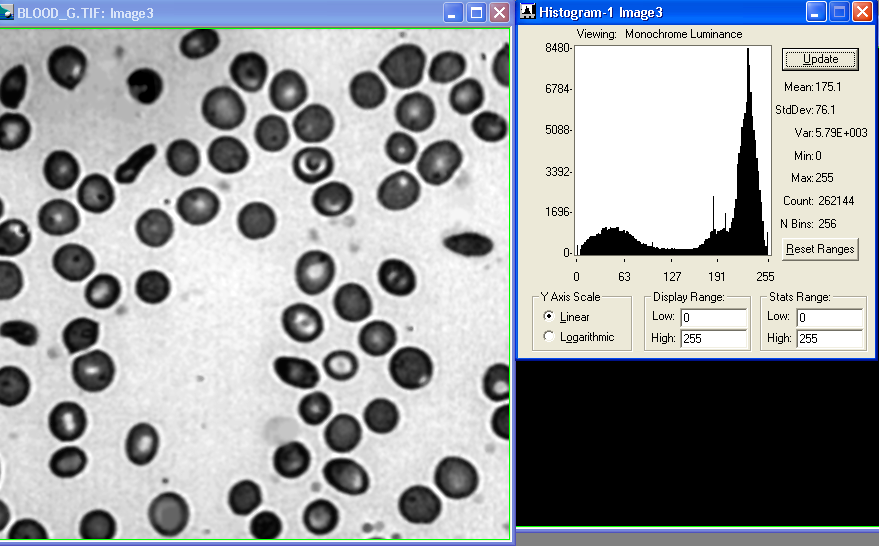 BLOOD_G.TIF: Image3
Histogram-1 Image3
Viewing: Monochrome Luminance
8480-
6784-
5088-
3392-
1696-
0-
0 63 127 191 255
Update
Mean: 175.1
StdDev: 76.1
Var: 5.79E+003
Min: 0
Max: 255
Count: 262144
N Bins: 256
Reset Ranges
Y Axis Scale
Linear
Logarithmic
Display Range:
Low: 0
High: 255
Stats Range:
Low: 0
High: 255